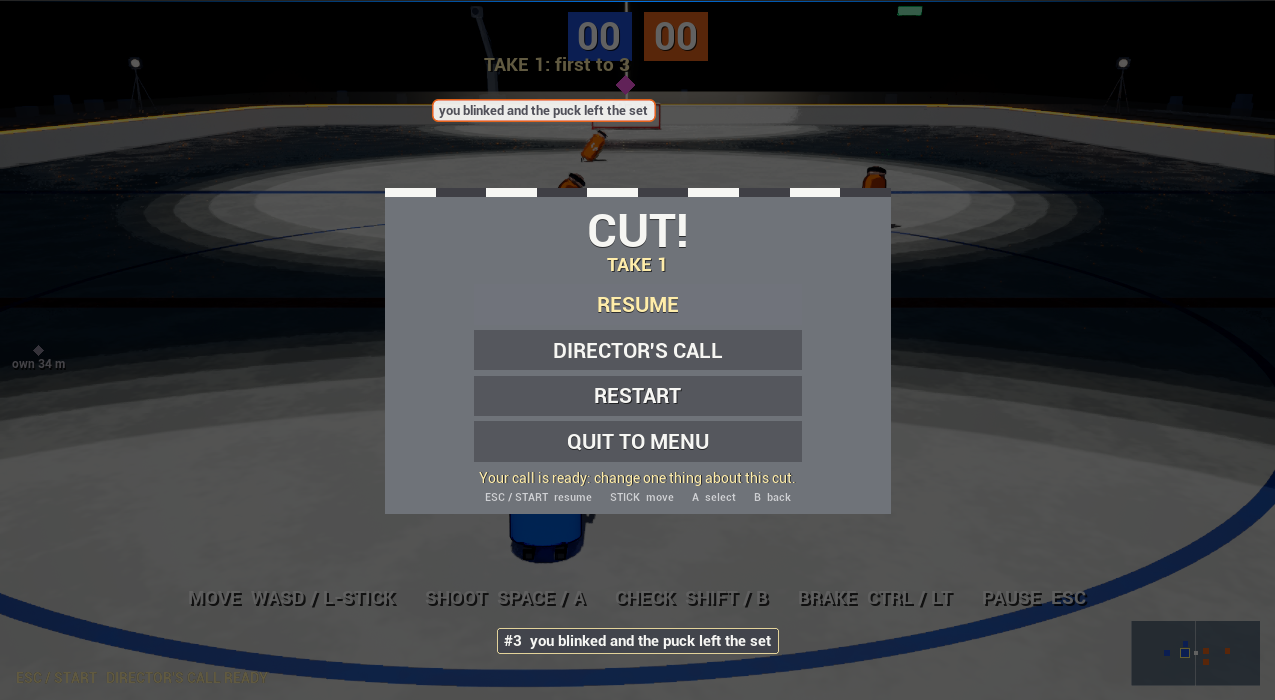 00 00
TAKE 1: first to 3
you blinked and the puck left the set
CUT!
TAKE 1
RESUME
DIRECTOR'S CALL
RESTART
QUIT TO MENU
Your call is ready: change one thing about this cut.
ESC / START resume STICK move A select B back
own 34 m
MOVE WASD / L-STICK SHOOT SPACE / A CHECK SHIFT / B BRAKE CTRL / LT PAUSE ESC
#3 you blinked and the puck left the set
ESC / START DIRECTOR'S CALL READY